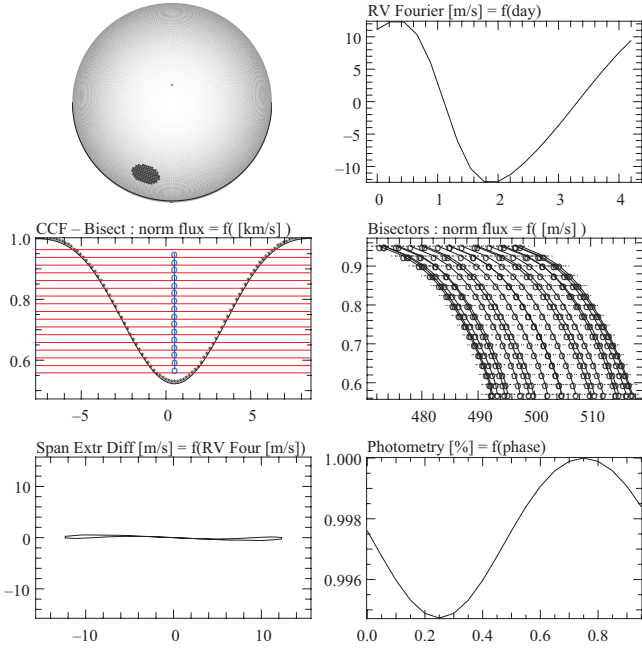 RV Fourier [m/s] = f(day)
10
5
0
−5
−10
0 1 2 3 4
CCF – Bisect : norm flux = f( [km/s] )
1.0
0.8
0.6
−5 0 5
Bisectors : norm flux = f( [m/s] )
0.9
0.8
0.7
0.6
480 490 500 510
Span Extr Diff [m/s] = f(RV Four [m/s])
10
0
−10
−10 0 10
Photometry [%] = f(phase)
1.000
0.998
0.996
0.0 0.2 0.4 0.6 0.8